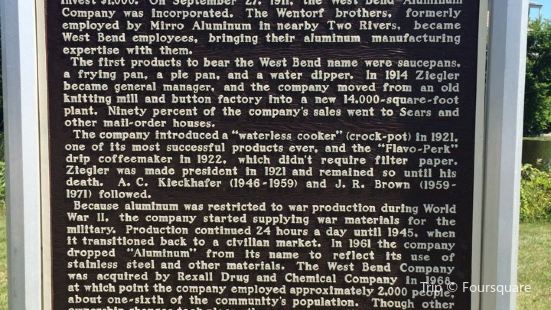 invest $1,000. On September 27, 1911, the West Bend Aluminum
Company was incorporated. The Wentorf brothers, formerly
employed by Mirro Aluminum in nearby Two Rivers, became
West Bend employees, bringing their aluminum manufacturing
expertise with them.
The first products to bear the West Bend name were saucepans,
a frying pan, a pie pan, and a water dipper. In 1914 Ziegler
became general manager, and the company moved from an old
knitting mill and button factory into a new 14,000-square-foot
plant. Ninety percent of the company's sales went to Sears and
other mail-order houses.
The company introduced a "waterless cooker" (crock-pot) in 1921,
one of its most successful products ever, and the "Flavo-Perk"
drip coffeemaker in 1922, which didn't require filter paper.
Ziegler was made president in 1921 and remained so until his
death. A. C. Kieckhafer (1946-1959) and J. R. Brown (1959-
1971) followed.
Because aluminum was restricted to war production during World
War II, the company started supplying war materials for the
military. Production continued 24 hours a day until 1945, when
it transitioned back to a civilian market. In 1961 the company
dropped "Aluminum" from its name to reflect its use of
stainless steel and other materials. The West Bend Company
was acquired by Rexall Drug and Chemical Company in 1968,
at which point the company employed approximately 2,000 people,
about one-sixth of the community's population. Though other
ownership changes
Trip © Foursquare